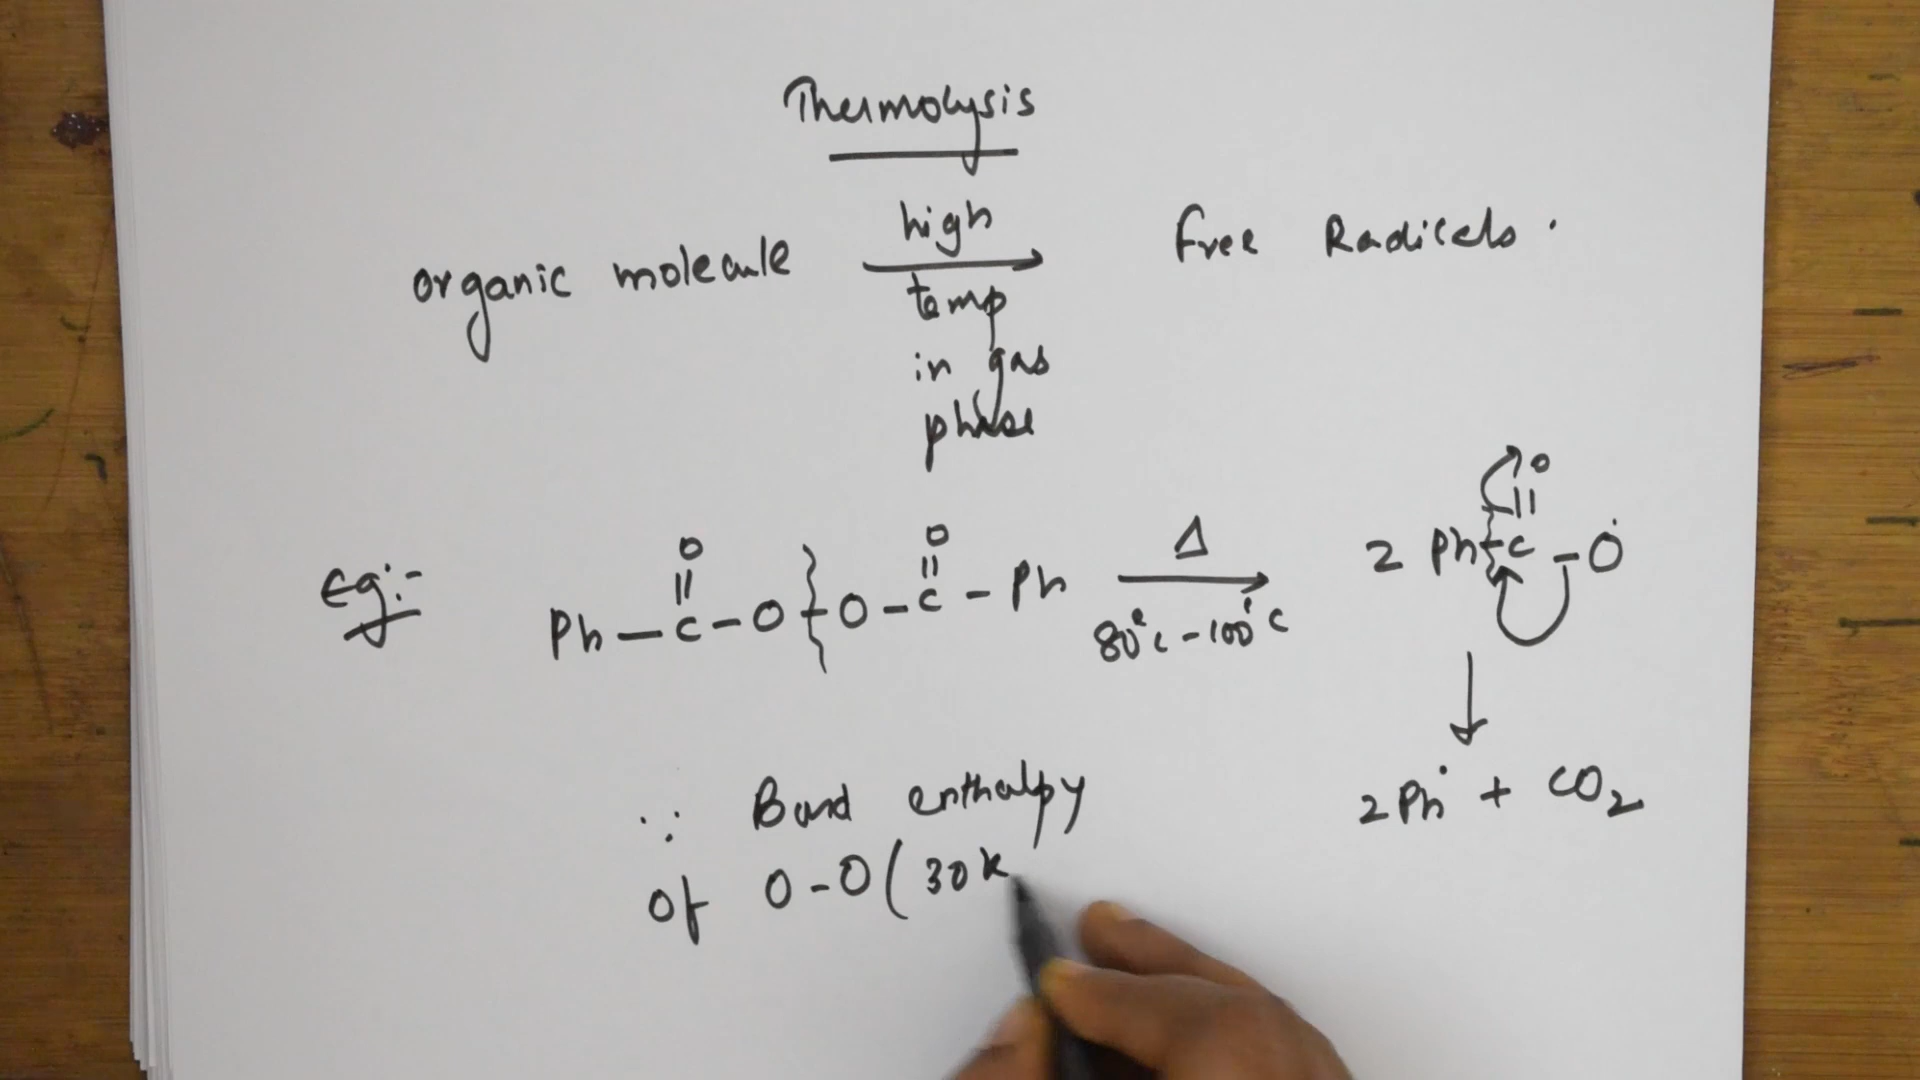 Thermolysis
organic molecule high Free Radicals.
temp
in gas
phase
eg:-
O O Δ O
|| || ||
Ph-C-O-O-C-Ph 80°C-100°C 2 Ph-C-Ȯ
2Ph˙ + CO₂
∵ Bond enthalpy
of O-O (30 k